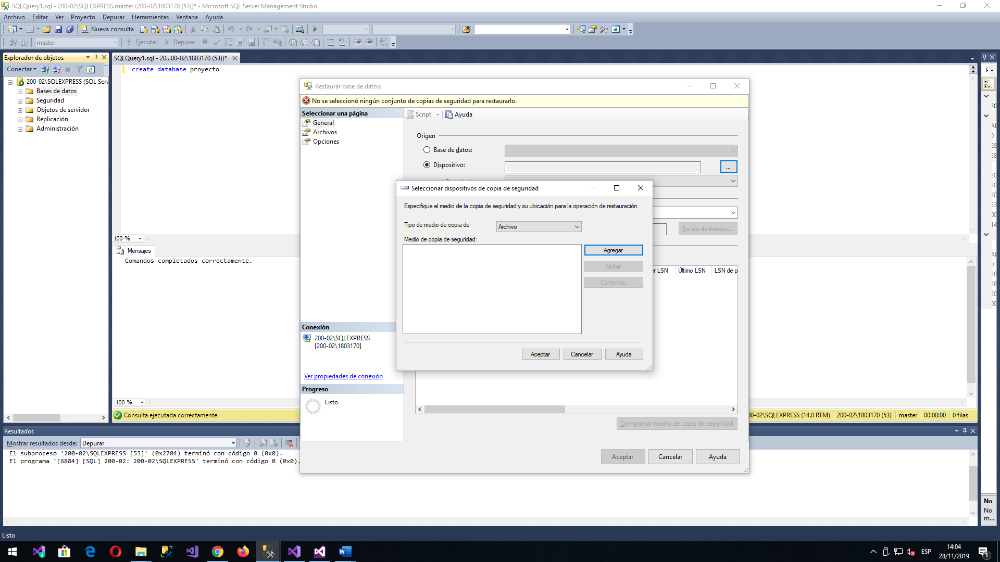 SQLQuery1.sql - 200-02\SQLEXPRESS.master (200-02\1803170 (53))* - Microsoft SQL Server Management Studio
Archivo Editar Ver Proyecto Depurar Herramientas Ventana Ayuda
Nueva consulta
master Ejecutar Depurar
Explorador de objetos
Conectar
200-02\SQLEXPRESS (SQL Ser
Bases de datos
Seguridad
Objetos de servidor
Replicación
Administración
SQLQuery1.sql - 20...00-02\1803170 (53))*
create database proyecto
100 %
Mensajes
Comandos completados correctamente.
100 %
Consulta ejecutada correctamente.
Restaurar base de datos:
No se seleccionó ningún conjunto de copias de seguridad para restaurarlo.
Seleccionar una página
General
Archivos
Opciones
Script Ayuda
Origen
Base de datos:
Dispositivo:
...
Escala de tiempo...
LSN Último LSN LSN de p
Seleccionar dispositivos de copia de seguridad
Especifique el medio de la copia de seguridad y su ubicación para la operación de restauración.
Tipo de medio de copia de Archivo
Medio de copia de seguridad:
Agregar
Quitar
Contenido
Aceptar Cancelar Ayuda
Conexión
200-02\SQLEXPRESS
[200-02\1803170]
Ver propiedades de conexión
Progreso
Listo
Comprobar medio de copia de seguridad
Aceptar Cancelar Ayuda
00-02\SQLEXPRESS (14.0 RTM) 200-02\1803170 (53) master 00:00:00 0 filas
Resultados
Mostrar resultados desde: Depurar
El subproceso '200-02\SQLEXPRESS [53]' (0x2704) terminó con código 0 (0x0).
El programa '[6884] [SQL] 200-02: 200-02\SQLEXPRESS' terminó con código 0 (0x0).
No
No
m...
Listo
ESP
14:04
28/11/2019
1